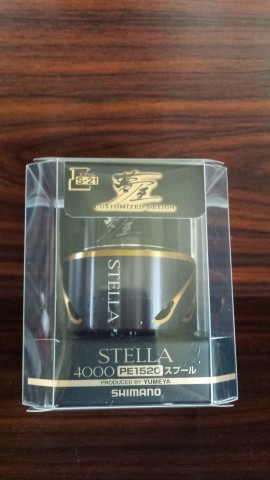 S-21
夢屋
CUSTOMIZED DESIGN
STELLA
STELLA
4000 PE1520 スプール
PRODUCED BY YUMEYA
SHIMANO